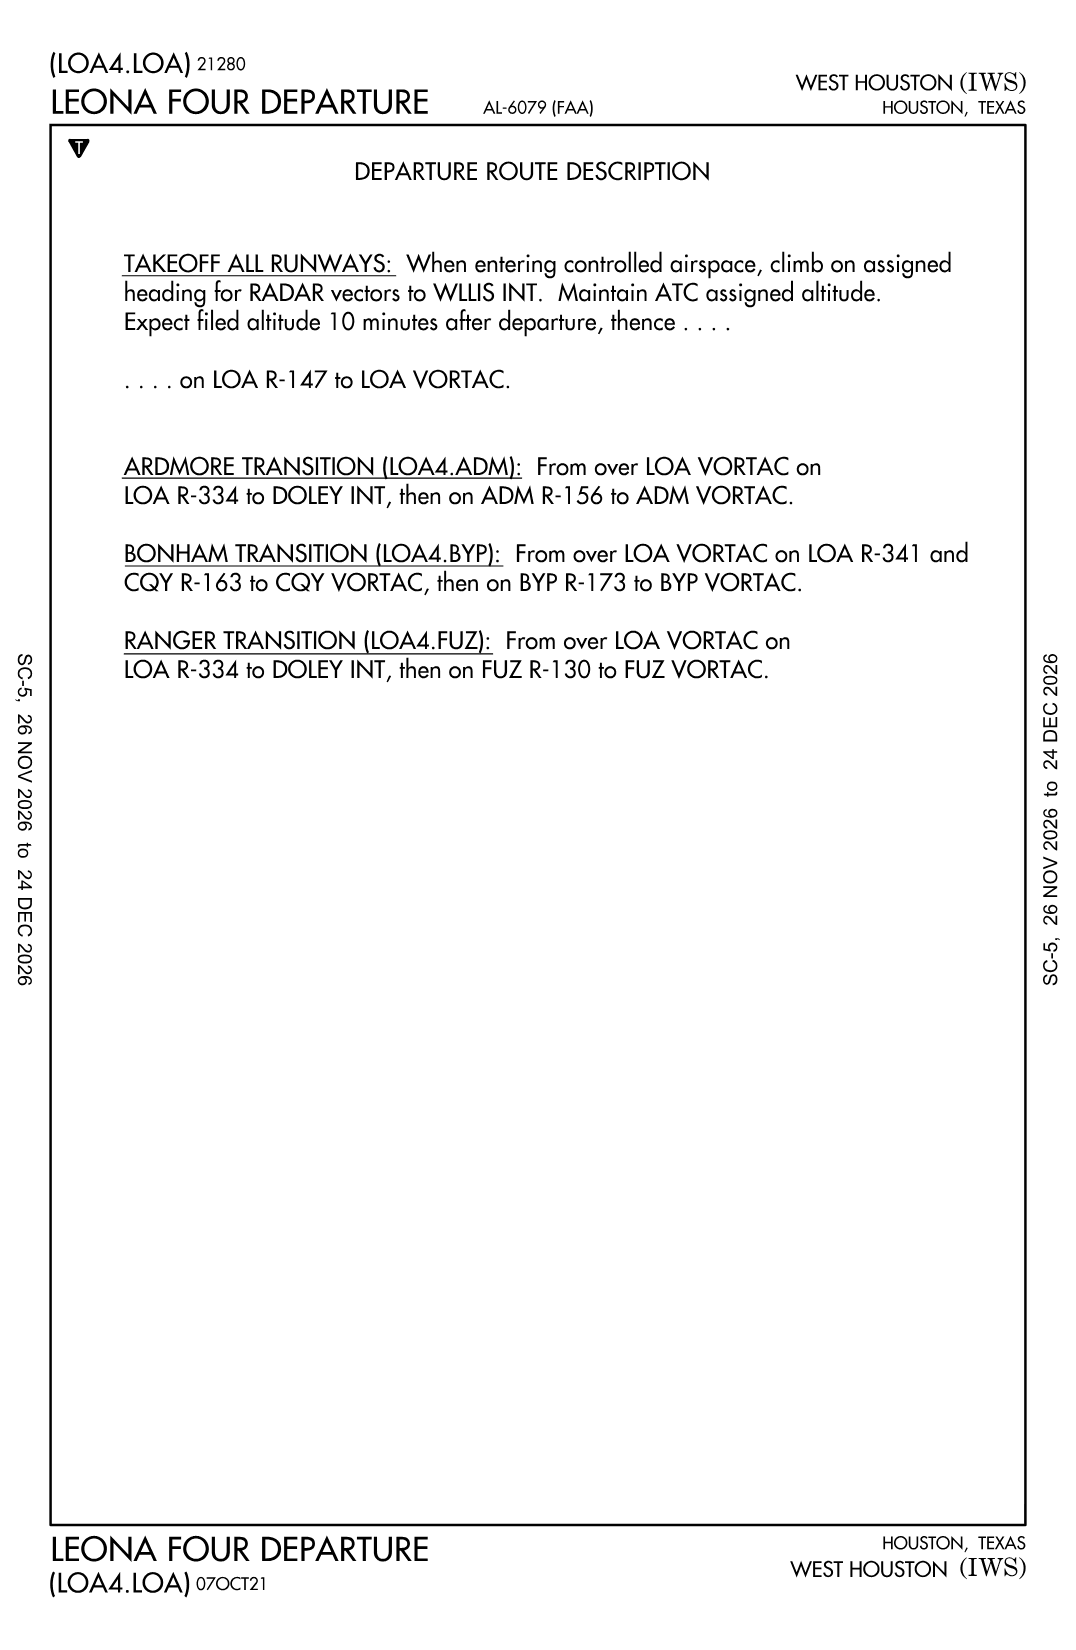 (LOA4.LOA) 21280
LEONA FOUR DEPARTURE
AL-6079 (FAA)
WEST HOUSTON (IWS)
HOUSTON, TEXAS
T
DEPARTURE ROUTE DESCRIPTION
TAKEOFF ALL RUNWAYS: When entering controlled airspace, climb on assigned
heading for RADAR vectors to WLLIS INT. Maintain ATC assigned altitude.
Expect filed altitude 10 minutes after departure, thence . . . .
. . . . on LOA R-147 to LOA VORTAC.
ARDMORE TRANSITION (LOA4.ADM): From over LOA VORTAC on
LOA R-334 to DOLEY INT, then on ADM R-156 to ADM VORTAC.
BONHAM TRANSITION (LOA4.BYP): From over LOA VORTAC on LOA R-341 and
CQY R-163 to CQY VORTAC, then on BYP R-173 to BYP VORTAC.
RANGER TRANSITION (LOA4.FUZ): From over LOA VORTAC on
LOA R-334 to DOLEY INT, then on FUZ R-130 to FUZ VORTAC.
SC-5, 26 NOV 2026 to 24 DEC 2026
SC-5, 26 NOV 2026 to 24 DEC 2026
LEONA FOUR DEPARTURE
(LOA4.LOA) 07OCT21
HOUSTON, TEXAS
WEST HOUSTON (IWS)